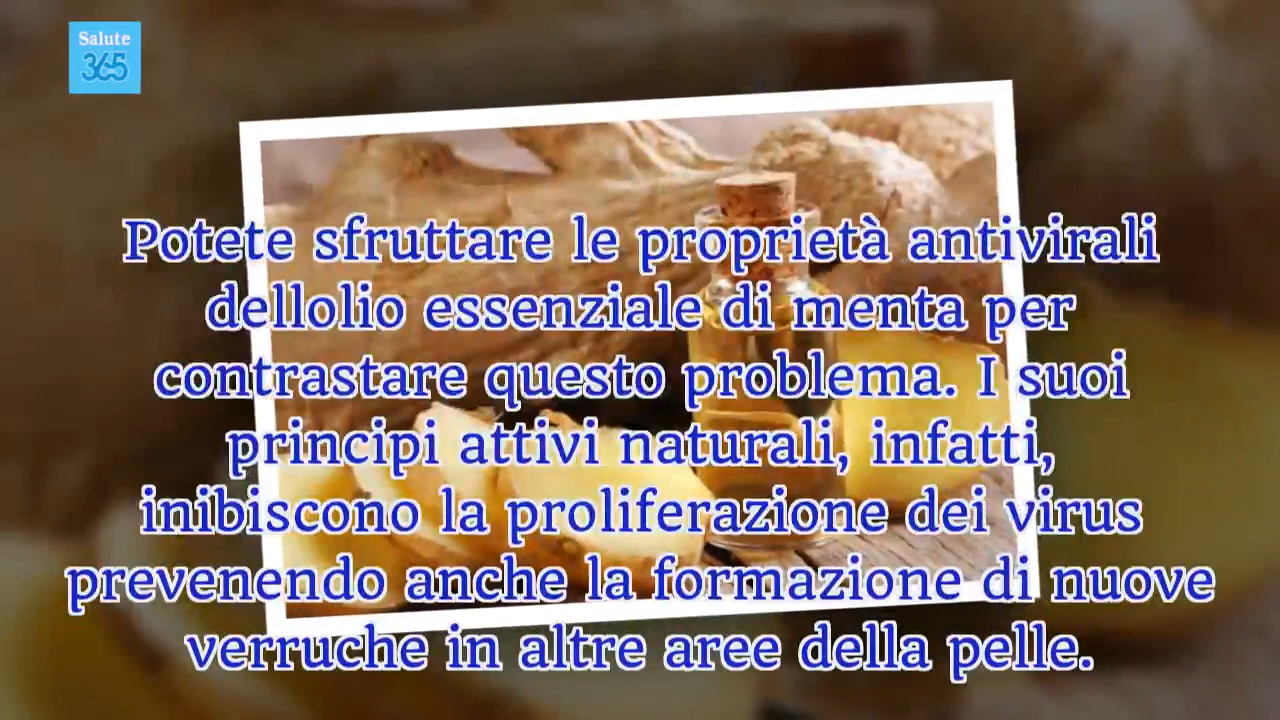 Salute
365
Potete sfruttare le proprietà antivirali
dellolio essenziale di menta per
contrastare questo problema. I suoi
principi attivi naturali, infatti,
inibiscono la proliferazione dei virus
prevenendo anche la formazione di nuove
verruche in altre aree della pelle.